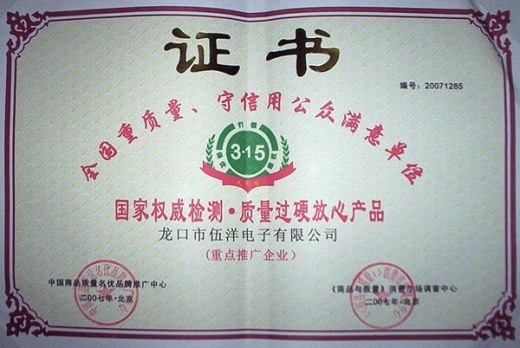 证书
编号：20071285
全国重质量、守信用公众满意单位
3·15
国家权威检测·质量过硬放心产品
龙口市伍洋电子有限公司
(重点推广企业)
中国商品质量名优品牌推广中心
二00七年·北京
《商品与质量》消费市场调查中心
二00七年·北京